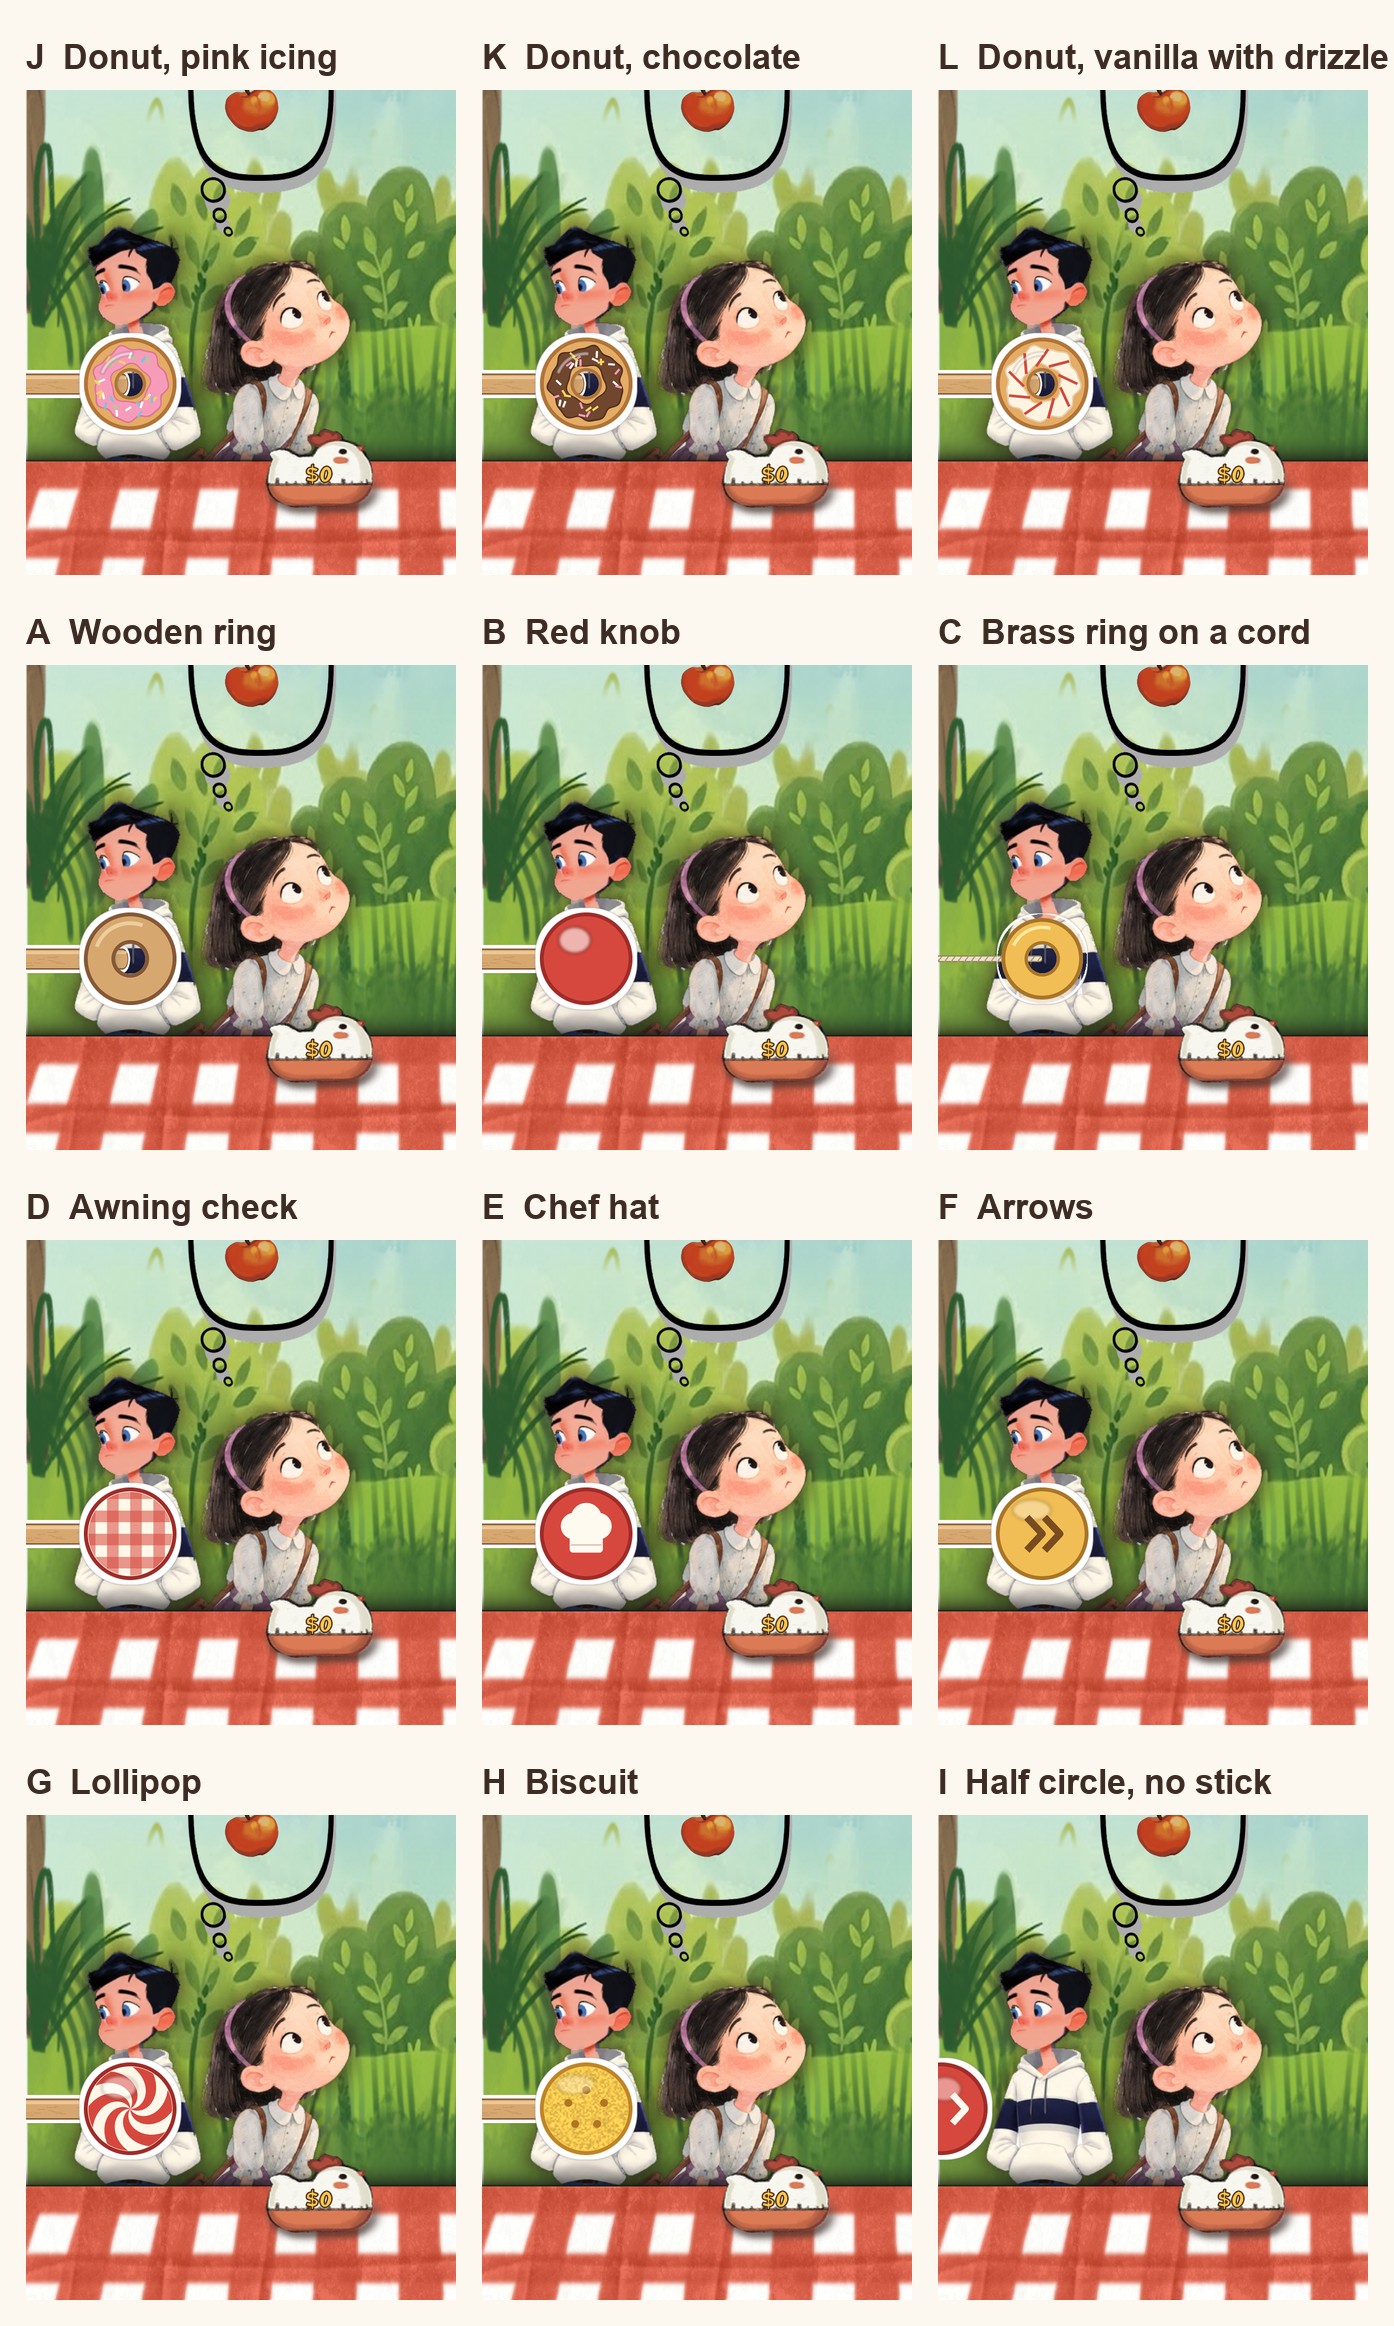 J Donut, pink icing
K Donut, chocolate
L Donut, vanilla with drizzle
$0
$0
$0
A Wooden ring
B Red knob
C Brass ring on a cord
$0
$0
$0
D Awning check
E Chef hat
F Arrows
$0
$0
$0
G Lollipop
H Biscuit
I Half circle, no stick
$0
$0
$0